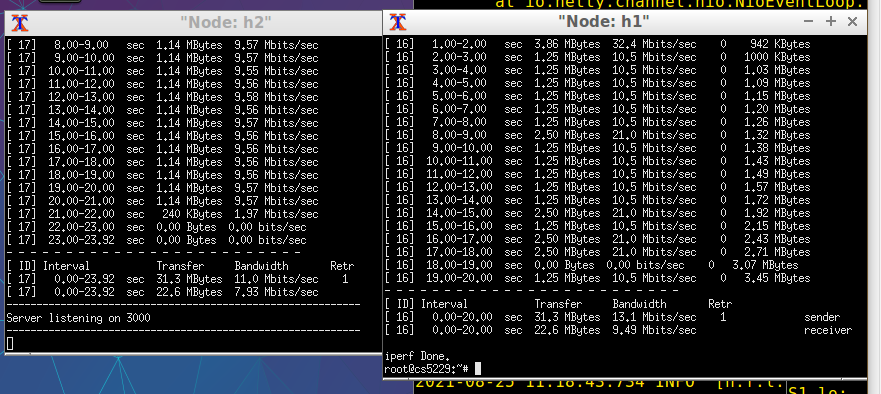 at io.netty.channel.nio.NioEventLoop.
"Node: h2"
[ 17]   8.00-9.00   sec  1.14 MBytes  9.57 Mbits/sec
[ 17]   9.00-10.00  sec  1.14 MBytes  9.57 Mbits/sec
[ 17]  10.00-11.00  sec  1.14 MBytes  9.55 Mbits/sec
[ 17]  11.00-12.00  sec  1.14 MBytes  9.56 Mbits/sec
[ 17]  12.00-13.00  sec  1.14 MBytes  9.58 Mbits/sec
[ 17]  13.00-14.00  sec  1.14 MBytes  9.56 Mbits/sec
[ 17]  14.00-15.00  sec  1.14 MBytes  9.57 Mbits/sec
[ 17]  15.00-16.00  sec  1.14 MBytes  9.56 Mbits/sec
[ 17]  16.00-17.00  sec  1.14 MBytes  9.56 Mbits/sec
[ 17]  17.00-18.00  sec  1.14 MBytes  9.56 Mbits/sec
[ 17]  18.00-19.00  sec  1.14 MBytes  9.56 Mbits/sec
[ 17]  19.00-20.00  sec  1.14 MBytes  9.57 Mbits/sec
[ 17]  20.00-21.00  sec  1.14 MBytes  9.57 Mbits/sec
[ 17]  21.00-22.00  sec   240 KBytes  1.97 Mbits/sec
[ 17]  22.00-23.00  sec  0.00 Bytes  0.00 bits/sec
[ 17]  23.00-23.92  sec  0.00 Bytes  0.00 bits/sec
- - - - - - - - - - - - - - - - - - - - - - - - -
[ ID] Interval           Transfer     Bandwidth       Retr
[ 17]   0.00-23.92  sec  31.3 MBytes  11.0 Mbits/sec    1
[ 17]   0.00-23.92  sec  22.6 MBytes  7.93 Mbits/sec
-----------------------------------------------------------
Server listening on 3000
-----------------------------------------------------------
"Node: h1"
[ 16]   1.00-2.00   sec  3.86 MBytes  32.4 Mbits/sec    0    942 KBytes
[ 16]   2.00-3.00   sec  1.25 MBytes  10.5 Mbits/sec    0   1000 KBytes
[ 16]   3.00-4.00   sec  1.25 MBytes  10.5 Mbits/sec    0   1.03 MBytes
[ 16]   4.00-5.00   sec  1.25 MBytes  10.5 Mbits/sec    0   1.09 MBytes
[ 16]   5.00-6.00   sec  1.25 MBytes  10.5 Mbits/sec    0   1.15 MBytes
[ 16]   6.00-7.00   sec  1.25 MBytes  10.5 Mbits/sec    0   1.20 MBytes
[ 16]   7.00-8.00   sec  1.25 MBytes  10.5 Mbits/sec    0   1.26 MBytes
[ 16]   8.00-9.00   sec  2.50 MBytes  21.0 Mbits/sec    0   1.32 MBytes
[ 16]   9.00-10.00  sec  1.25 MBytes  10.5 Mbits/sec    0   1.38 MBytes
[ 16]  10.00-11.00  sec  1.25 MBytes  10.5 Mbits/sec    0   1.43 MBytes
[ 16]  11.00-12.00  sec  1.25 MBytes  10.5 Mbits/sec    0   1.49 MBytes
[ 16]  12.00-13.00  sec  1.25 MBytes  10.5 Mbits/sec    0   1.57 MBytes
[ 16]  13.00-14.00  sec  1.25 MBytes  10.5 Mbits/sec    0   1.72 MBytes
[ 16]  14.00-15.00  sec  2.50 MBytes  21.0 Mbits/sec    0   1.92 MBytes
[ 16]  15.00-16.00  sec  1.25 MBytes  10.5 Mbits/sec    0   2.15 MBytes
[ 16]  16.00-17.00  sec  2.50 MBytes  21.0 Mbits/sec    0   2.43 MBytes
[ 16]  17.00-18.00  sec  2.50 MBytes  21.0 Mbits/sec    0   2.71 MBytes
[ 16]  18.00-19.00  sec  0.00 Bytes  0.00 bits/sec    0   3.07 MBytes
[ 16]  19.00-20.00  sec  1.25 MBytes  10.5 Mbits/sec    0   3.45 MBytes
- - - - - - - - - - - - - - - - - - - - - - - - -
[ ID] Interval           Transfer     Bandwidth       Retr
[ 16]   0.00-20.00  sec  31.3 MBytes  13.1 Mbits/sec    1             sender
[ 16]   0.00-20.00  sec  22.6 MBytes  9.49 Mbits/sec                  receiver
iperf Done.
root@cs5229:~#
2021-08-25 11:18:43.734 INFO  [n.f.l.
S1 le: